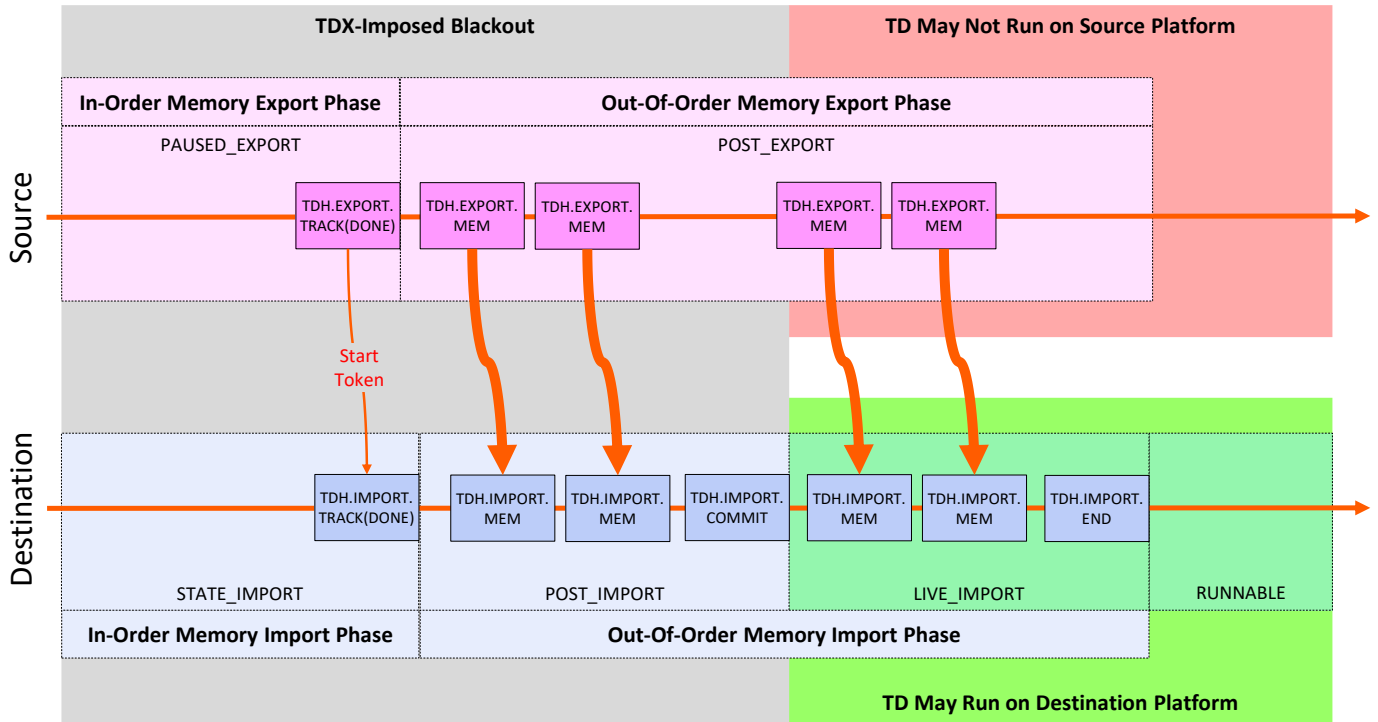 TDX-Imposed Blackout
TD May Not Run on Source Platform
In-Order Memory Export Phase
Out-Of-Order Memory Export Phase
PAUSED_EXPORT
POST_EXPORT
Source
TDH.EXPORT.
TRACK(DONE)
TDH.EXPORT.
MEM
TDH.EXPORT.
MEM
TDH.EXPORT.
MEM
TDH.EXPORT.
MEM
Start
Token
Destination
TDH.IMPORT.
TRACK(DONE)
TDH.IMPORT.
MEM
TDH.IMPORT.
MEM
TDH.IMPORT.
COMMIT
TDH.IMPORT.
MEM
TDH.IMPORT.
MEM
TDH.IMPORT.
END
STATE_IMPORT
POST_IMPORT
LIVE_IMPORT
RUNNABLE
In-Order Memory Import Phase
Out-Of-Order Memory Import Phase
TD May Run on Destination Platform